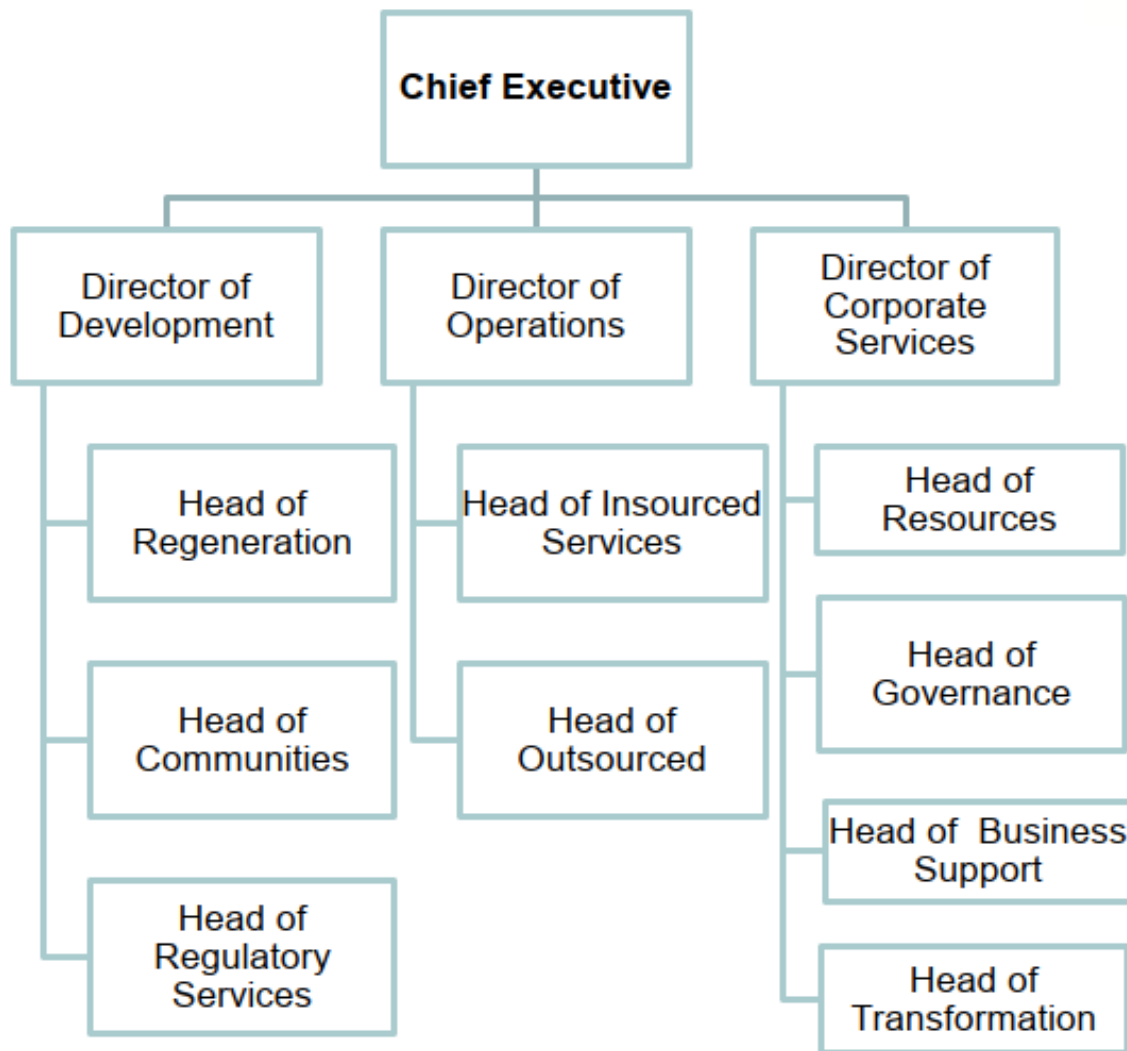 Chief Executive
Director of
Development
Director of
Operations
Director of
Corporate
Services
Head of
Regeneration
Head of
Communities
Head of
Regulatory
Services
Head of Insourced
Services
Head of
Outsourced
Head of
Resources
Head of
Governance
Head of  Business
Support
Head of
Transformation